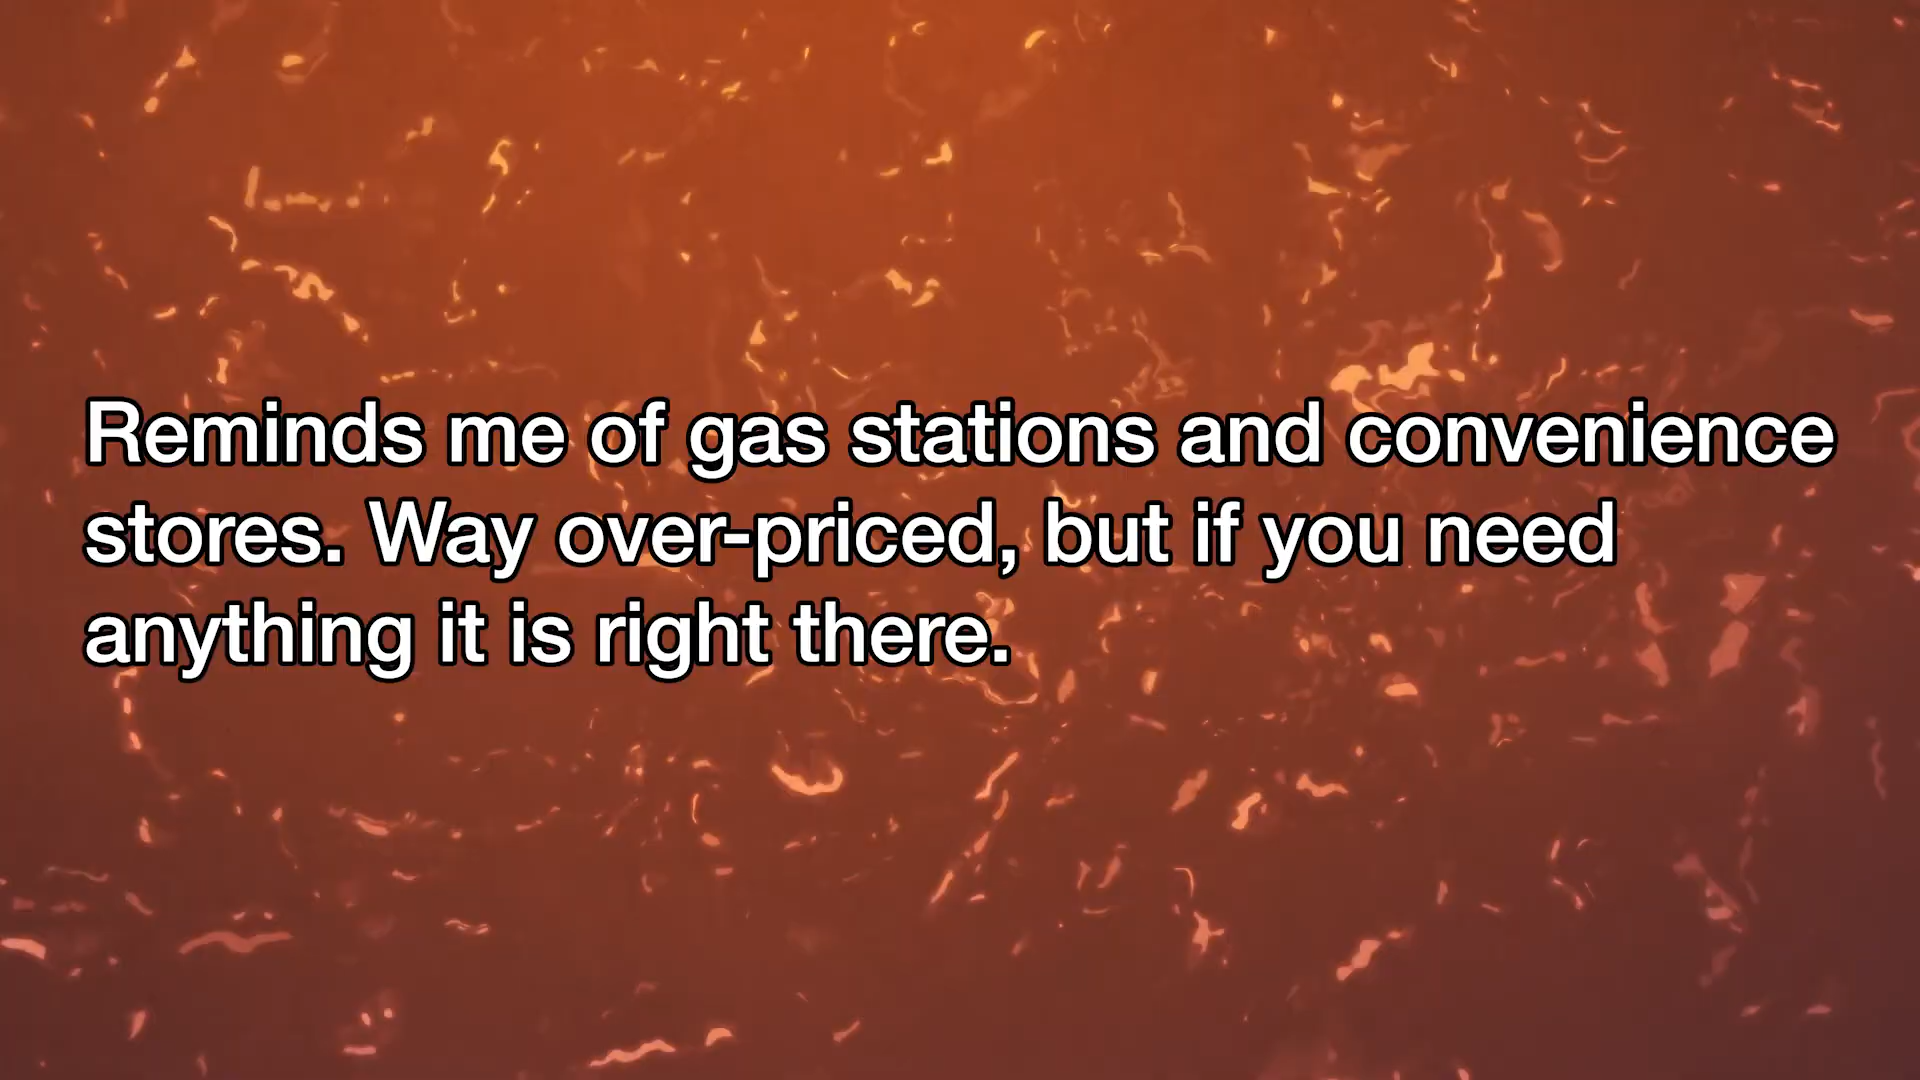 Reminds me of gas stations and convenience
stores. Way over-priced, but if you need
anything it is right there.